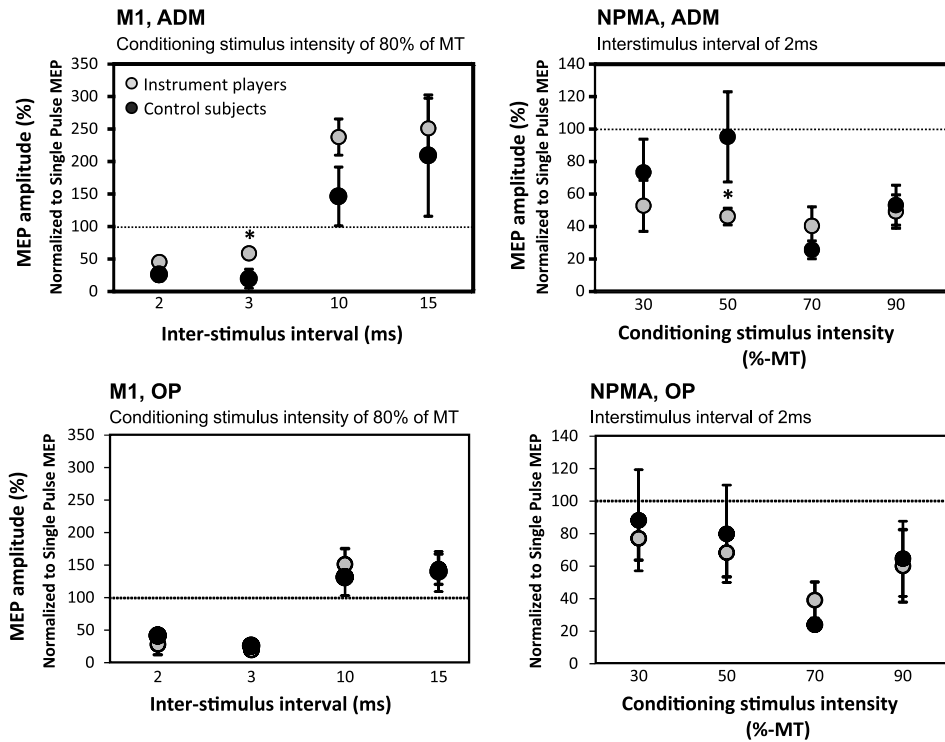 M1, ADM
Conditioning stimulus intensity of 80% of MT
MEP amplitude (%)
Normalized to Single Pulse MEP
350
300
250
200
150
100
50
0
Instrument players
Control subjects
*
2 3 10 15
Inter-stimulus interval (ms)
NPMA, ADM
Interstimulus interval of 2ms
MEP amplitude (%)
Normalized to Single Pulse MEP
140
120
100
80
60
40
20
0
*
30 50 70 90
Conditioning stimulus intensity
(%-MT)
M1, OP
Conditioning stimulus intensity of 80% of MT
MEP amplitude (%)
Normalized to Single Pulse MEP
350
300
250
200
150
100
50
0
2 3 10 15
Inter-stimulus interval (ms)
NPMA, OP
Interstimulus interval of 2ms
Normalized to Single Pulse MEP
140
120
100
80
60
40
20
0
30 50 70 90
Conditioning stimulus intensity
(%-MT)